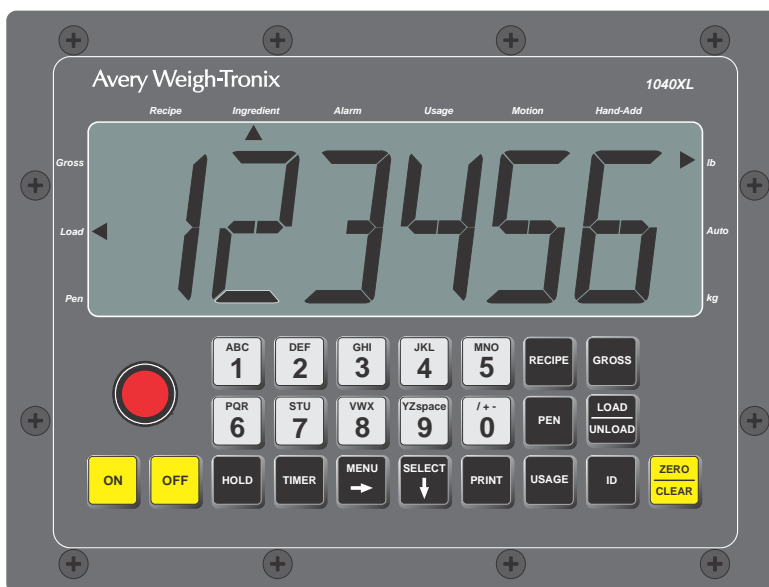 Avery Weigh-Tronix
1040XL
Recipe Ingredient Alarm Usage Motion Hand-Add
Gross
lb
123456
Load
Auto
Pen
kg
ABC DEF GHI JKL MNO
1 2 3 4 5 RECIPE GROSS
PQR STU VWX YZspace / + -
6 7 8 9 0 PEN LOAD
UNLOAD
ON OFF HOLD TIMER MENU SELECT PRINT USAGE ID ZERO
CLEAR